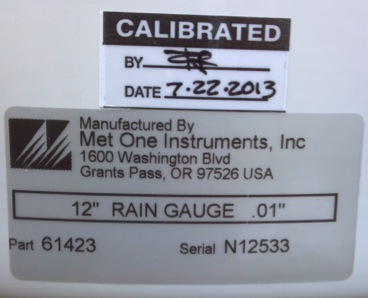 CALIBRATED
BY
DATE 7-22-2013
Manufactured By
Met One Instruments, Inc
1600 Washington Blvd
Grants Pass, OR 97526 USA
12" RAIN GAUGE .01"
Part 61423 Serial N12533